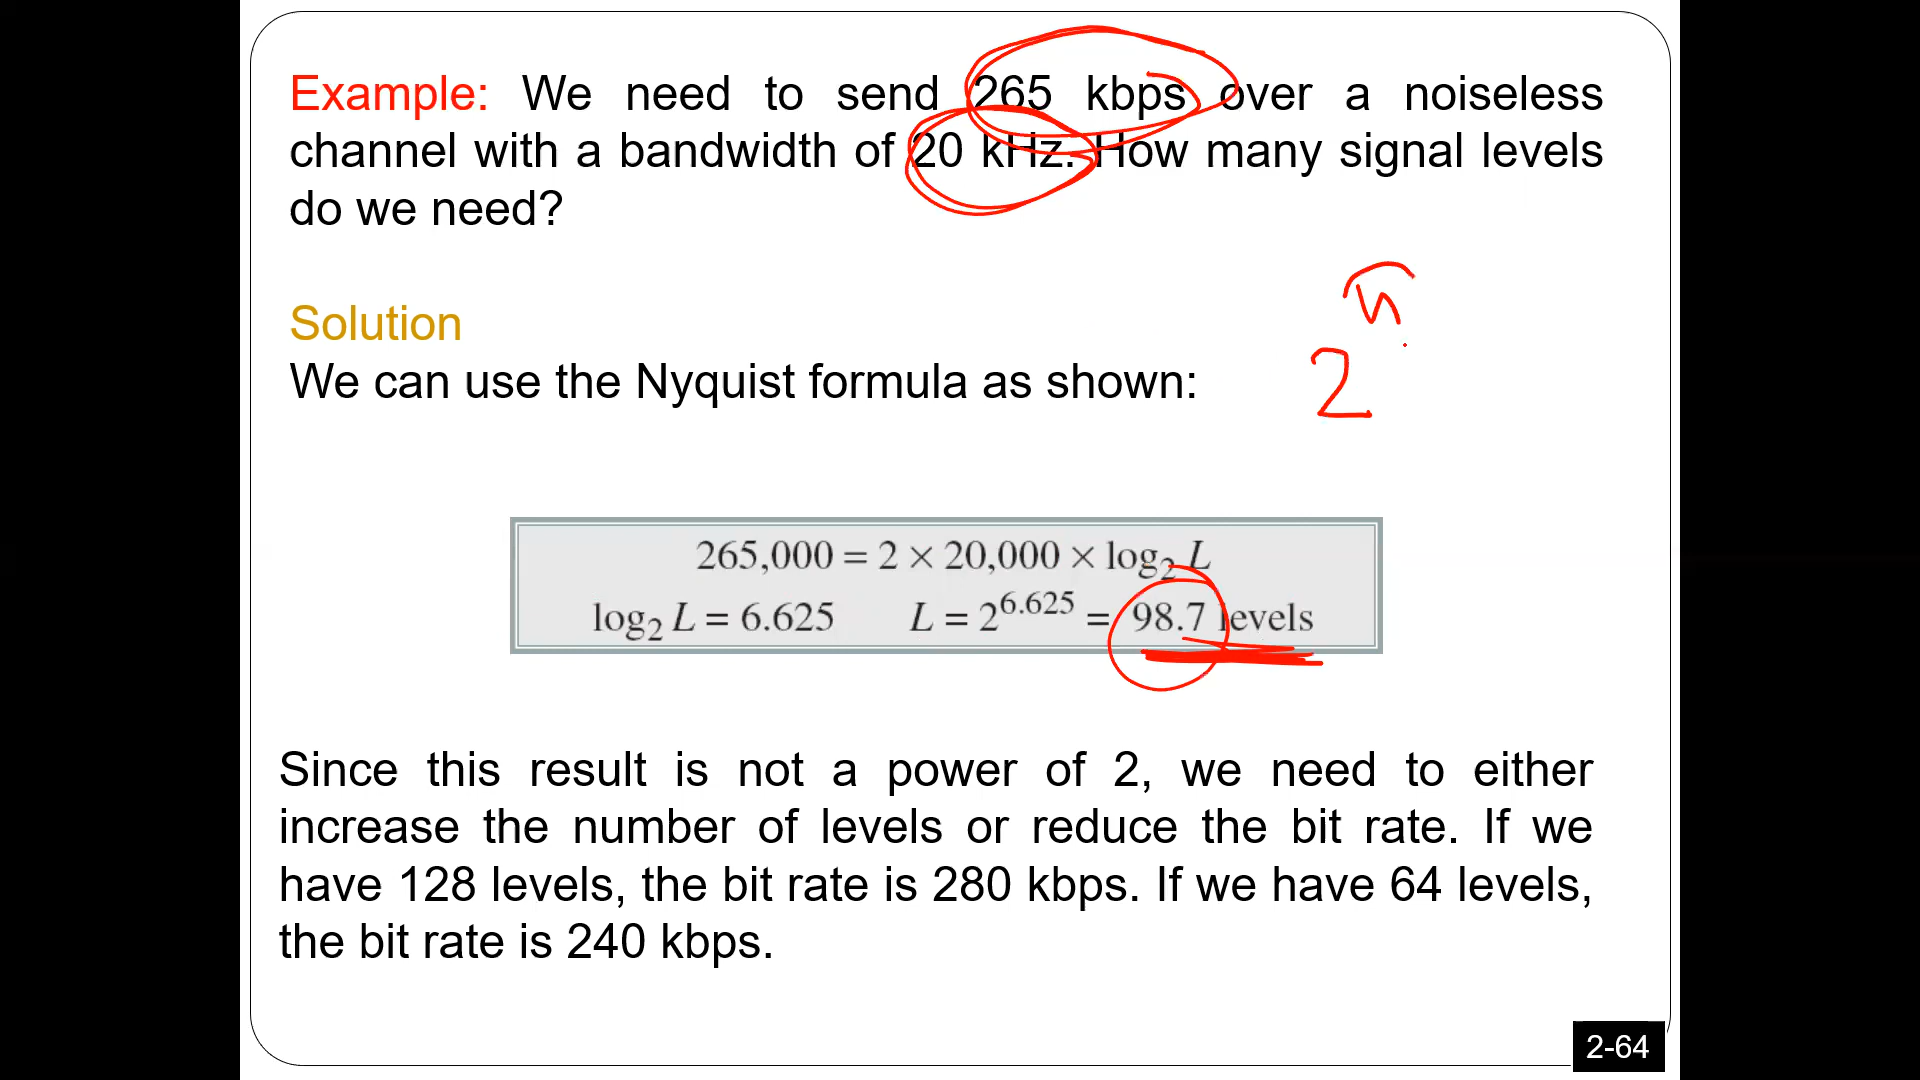 Example: We need to send 265 kbps over a noiseless
channel with a bandwidth of 20 kHz. How many signal levels
do we need?
n
Solution
2
We can use the Nyquist formula as shown:
265,000 = 2 × 20,000 × log₂ L
log₂ L = 6.625 L = 2^6.625 = 98.7 levels
Since this result is not a power of 2, we need to either
increase the number of levels or reduce the bit rate. If we
have 128 levels, the bit rate is 280 kbps. If we have 64 levels,
the bit rate is 240 kbps.
2-64